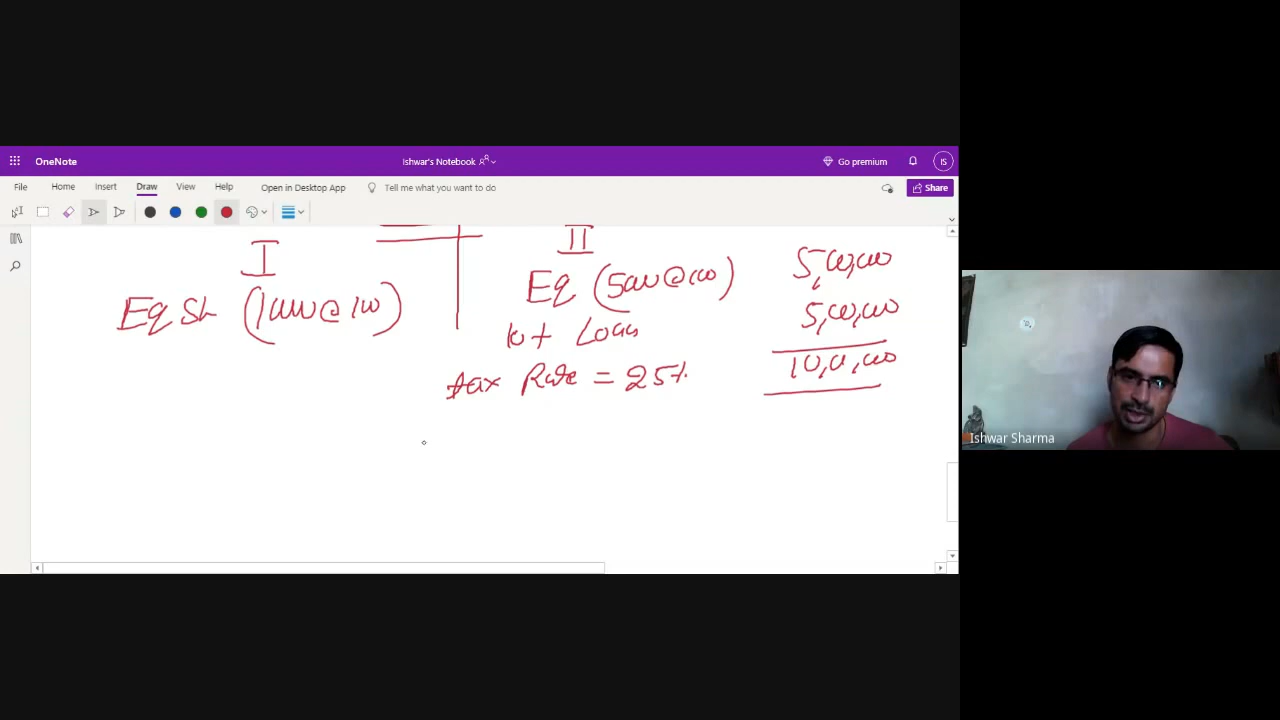 OneNote
Ishwar's Notebook
Go premium
IS
File Home Insert Draw View Help Open in Desktop App Tell me what you want to do
Share
I
II
Eq Sh (10000 @ 100)
Eq (5000 @ 100) 5,00,000
10% Loan 5,00,000
tax Rate = 25% 10,00,000
Ishwar Sharma